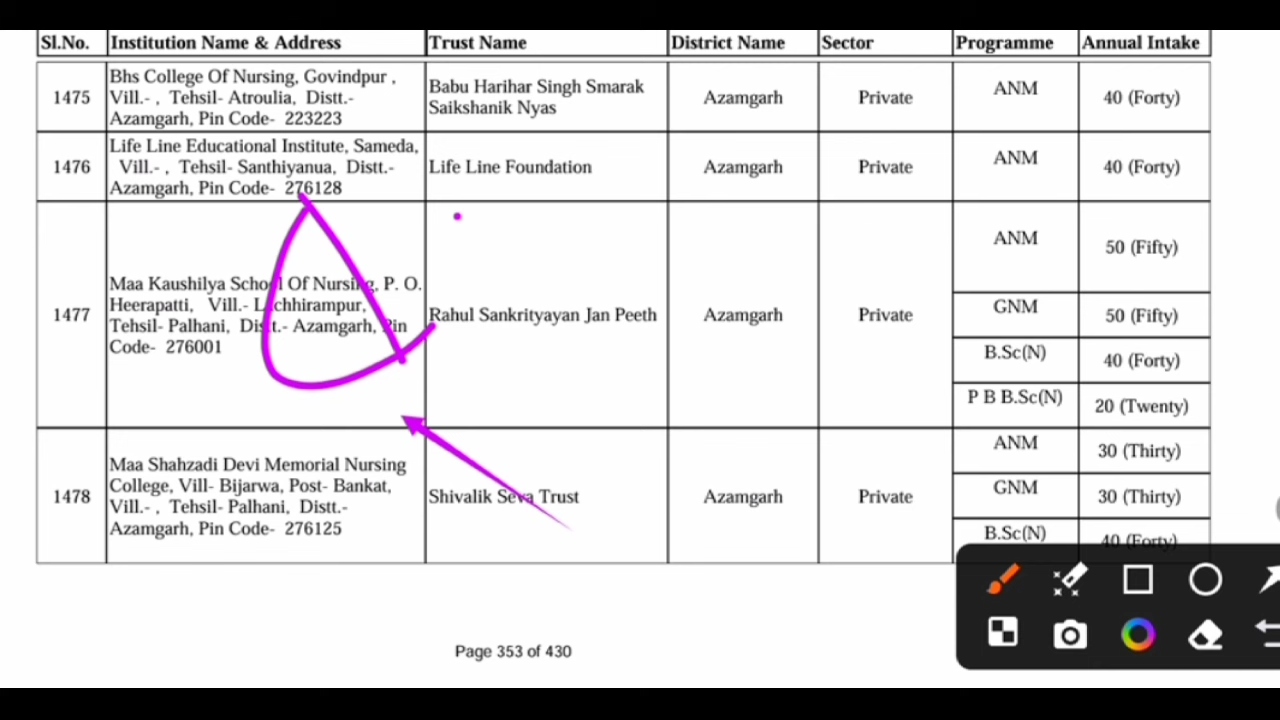 Sl.No. Institution Name & Address Trust Name District Name Sector Programme Annual Intake
1475
Bhs College Of Nursing, Govindpur ,
Vill.- , Tehsil- Atroulia, Distt.-
Azamgarh, Pin Code- 223223
Babu Harihar Singh Smarak
Saikshanik Nyas
Azamgarh
Private
ANM
40 (Forty)
1476
Life Line Educational Institute, Sameda,
Vill.- , Tehsil- Santhiyanua, Distt.-
Azamgarh, Pin Code- 276128
Life Line Foundation
Azamgarh
Private
ANM
40 (Forty)
1477
Maa Kaushilya School Of Nursing, P. O.
Heerapatti, Vill.- Lachhirampur,
Tehsil- Palhani, Distt.- Azamgarh, Pin
Code- 276001
Rahul Sankrityayan Jan Peeth
Azamgarh
Private
ANM
50 (Fifty)
GNM
50 (Fifty)
B.Sc(N)
40 (Forty)
P B B.Sc(N)
20 (Twenty)
1478
Maa Shahzadi Devi Memorial Nursing
College, Vill- Bijarwa, Post- Bankat,
Vill.- , Tehsil- Palhani, Distt.-
Azamgarh, Pin Code- 276125
Shivalik Seva Trust
Azamgarh
Private
ANM
30 (Thirty)
GNM
30 (Thirty)
B.Sc(N)
40 (Forty)
Page 353 of 430